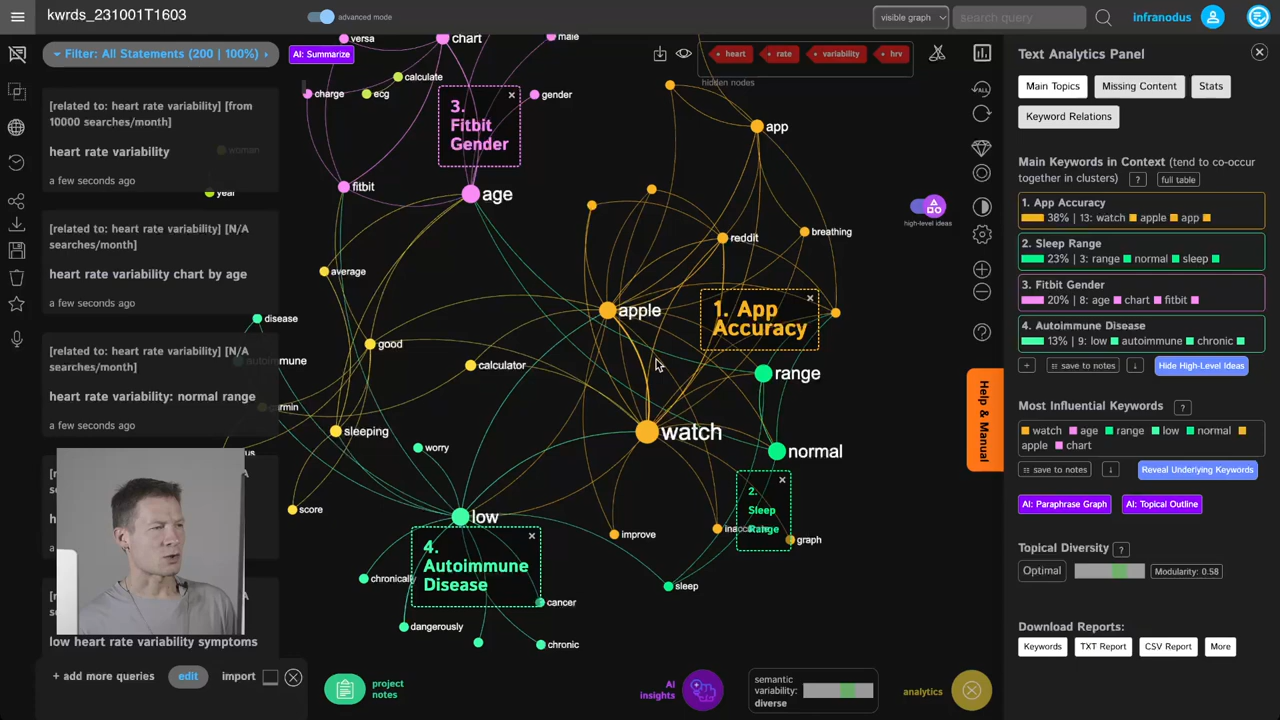 kwrds_231001T1603
advanced mode
visible graph
search query
infranodus
Filter: All Statements (200 | 100%)
AI: Summarize
[related to: heart rate variability] [from
10000 searches/month]
heart rate variability
a few seconds ago
[related to: heart rate variability] [N/A
searches/month]
heart rate variability chart by age
a few seconds ago
[related to: heart rate variability] [N/A
searches/month]
heart rate variability: normal range
a few seconds ago
low heart rate variability symptoms
+ add more queries
edit
import
versa
chart
male
calculate
charge
ecg
gender
3.
Fitbit
Gender
woman
fitbit
year
age
average
disease
good
calculator
sleeping
worry
score
low
4.
Autoimmune
Disease
cancer
dangerously
chronic
heart
rate
variability
hrv
hidden nodes
app
reddit
breathing
apple
1. App
Accuracy
range
watch
normal
2.
Sleep
Range
improve
graph
sleep
high-level ideas
ALL
Help & Manual
project
notes
AI
insights
semantic
variability:
diverse
analytics
Text Analytics Panel
Main Topics
Missing Content
Stats
Keyword Relations
Main Keywords in Context (tend to co-occur
together in clusters)
?
full table
1. App Accuracy
38% | 13: watch apple app
2. Sleep Range
23% | 3: range normal sleep
3. Fitbit Gender
20% | 8: age chart fitbit
4. Autoimmune Disease
13% | 9: low autoimmune chronic
+
save to notes
↓
Hide High-Level Ideas
Most Influential Keywords
?
watch age range low normal
apple chart
save to notes
↓
Reveal Underlying Keywords
AI: Paraphrase Graph
AI: Topical Outline
Topical Diversity
?
Optimal
Modularity: 0.58
Download Reports:
Keywords
TXT Report
CSV Report
More